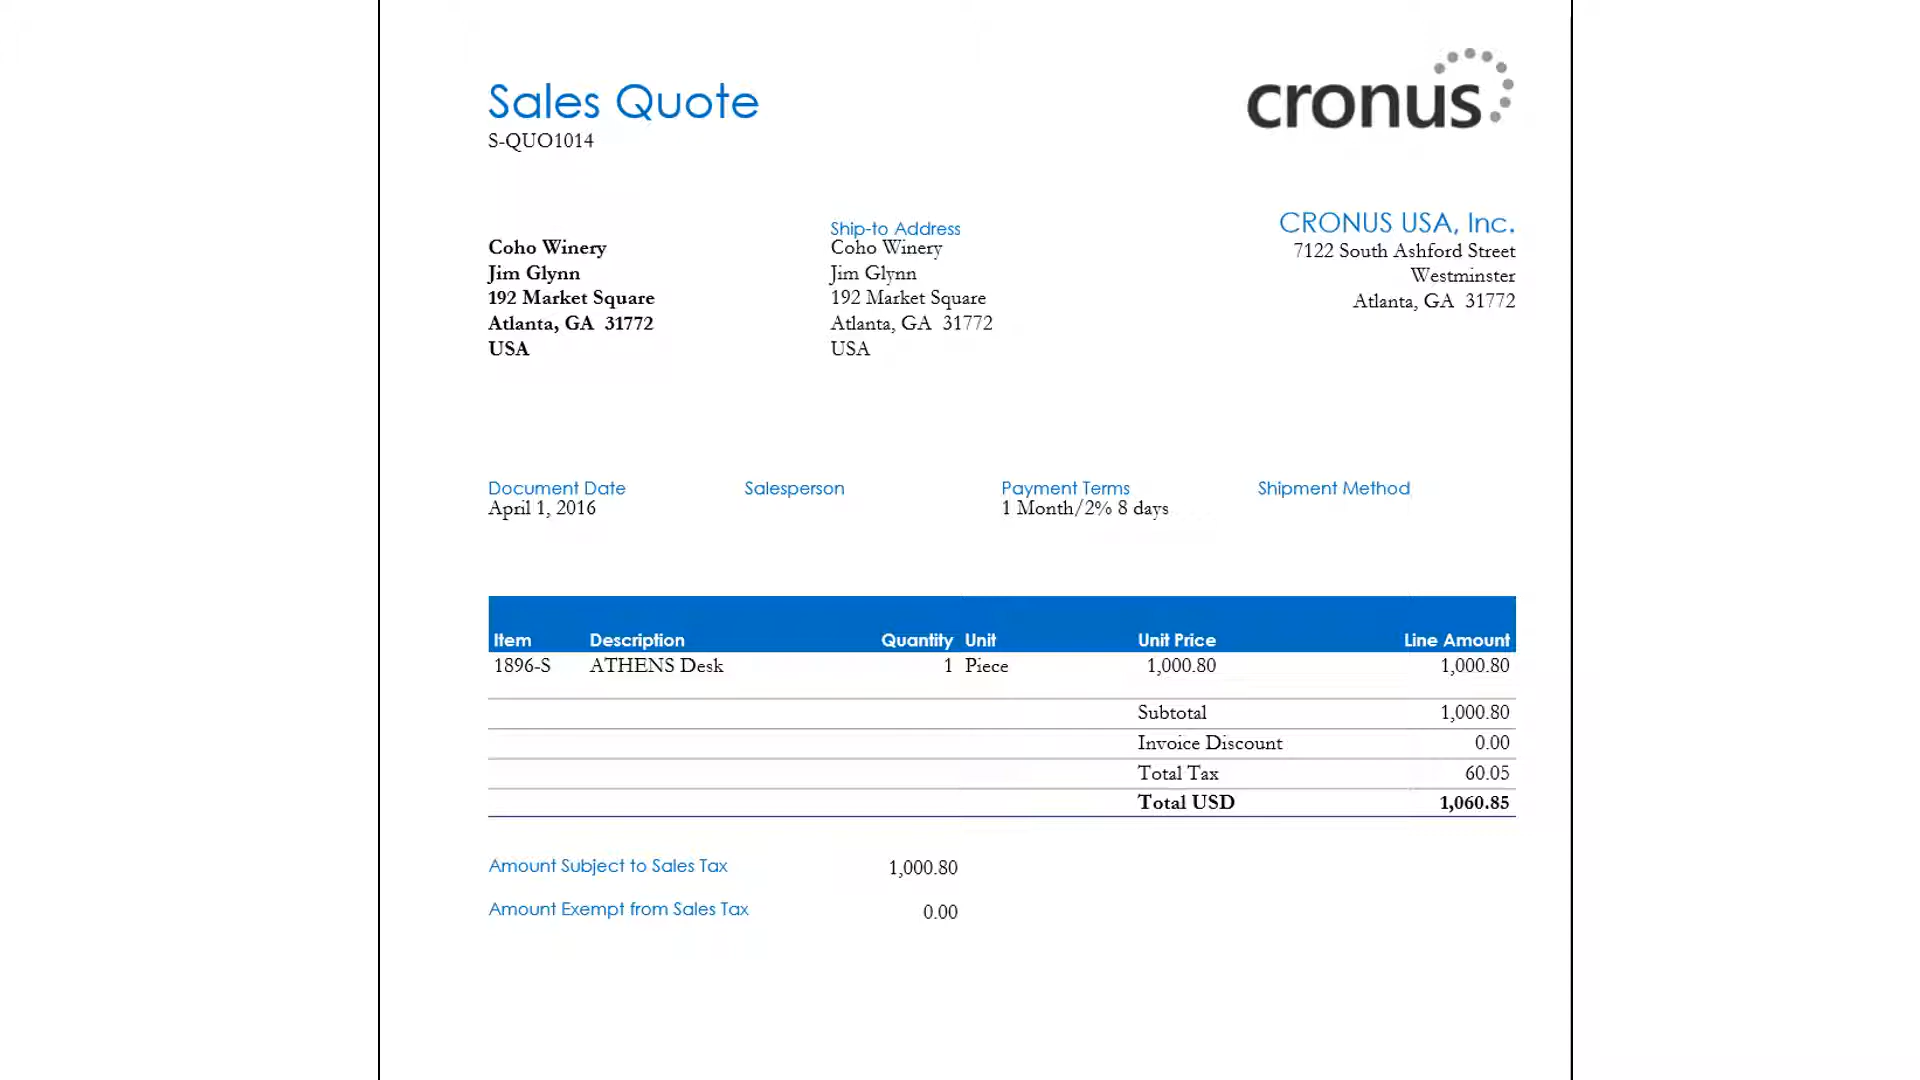 Sales Quote
S-QUO1014
cronus
CRONUS USA, Inc.
7122 South Ashford Street
Westminster
Atlanta, GA 31772
Coho Winery
Jim Glynn
192 Market Square
Atlanta, GA 31772
USA
Ship-to Address
Coho Winery
Jim Glynn
192 Market Square
Atlanta, GA 31772
USA
Document Date
April 1, 2016
Salesperson
Payment Terms
1 Month/2% 8 days
Shipment Method
Item Description Quantity Unit Unit Price Line Amount
1896-S ATHENS Desk 1 Piece 1,000.80 1,000.80
Subtotal 1,000.80
Invoice Discount 0.00
Total Tax 60.05
Total USD 1,060.85
Amount Subject to Sales Tax 1,000.80
Amount Exempt from Sales Tax 0.00